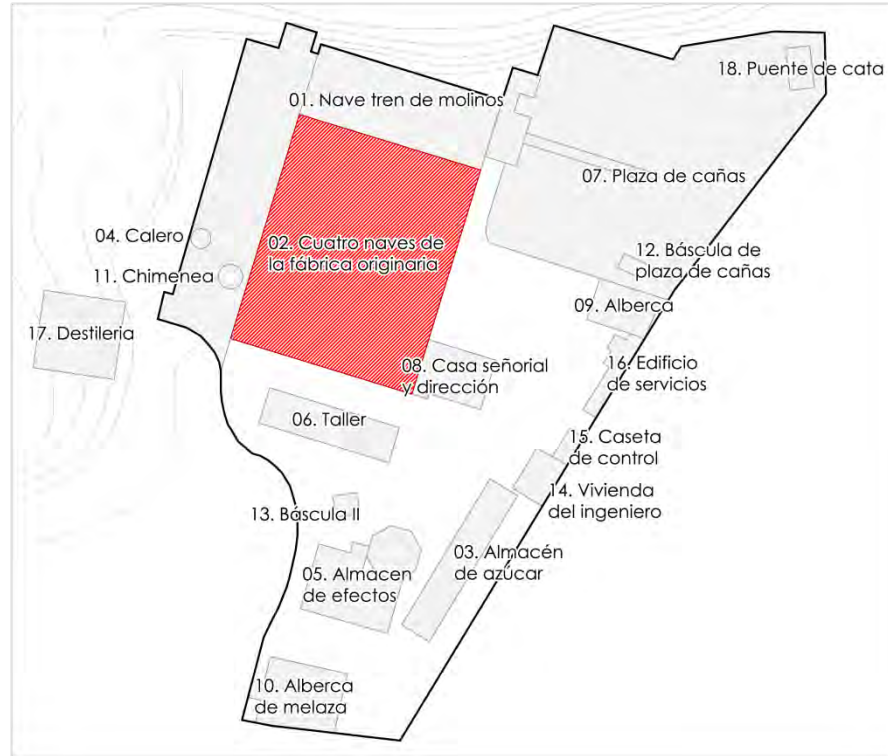 18. Puente de cata
01. Nave tren de molinos
07. Plaza de cañas
04. Calero
02. Cuatro naves de
la fábrica originaria
12. Báscula de
plaza de cañas
11. Chimenea
09. Alberca
17. Destileria
08. Casa señorial
y dirección
16. Edificio
de servicios
06. Taller
15. Caseta
de control
14. Vivienda
del ingeniero
13. Báscula II
03. Almacén
de azúcar
05. Almacen
de efectos
10. Alberca
de melaza